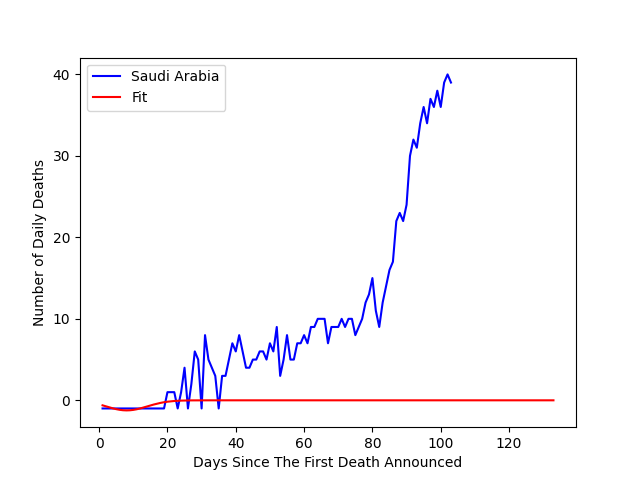 Saudi Arabia
Fit
40
30
20
10
0
Number of Daily Deaths
0 20 40 60 80 100 120
Days Since The First Death Announced